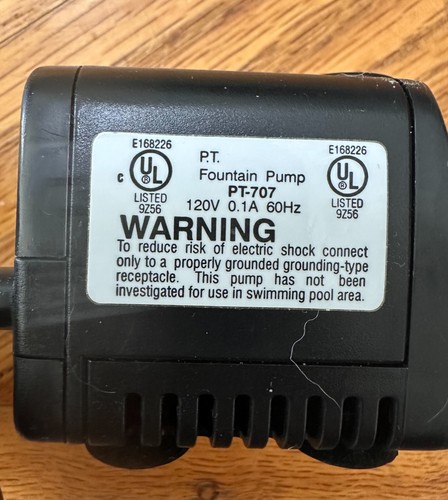 E168226
c UL
LISTED
9Z56
P.T.
Fountain Pump
PT-707
120V 0.1A 60Hz
E168226
UL
LISTED
9Z56
WARNING
To reduce risk of electric shock connect
only to a properly grounded grounding-type
receptacle. This pump has not been
investigated for use in swimming pool area.